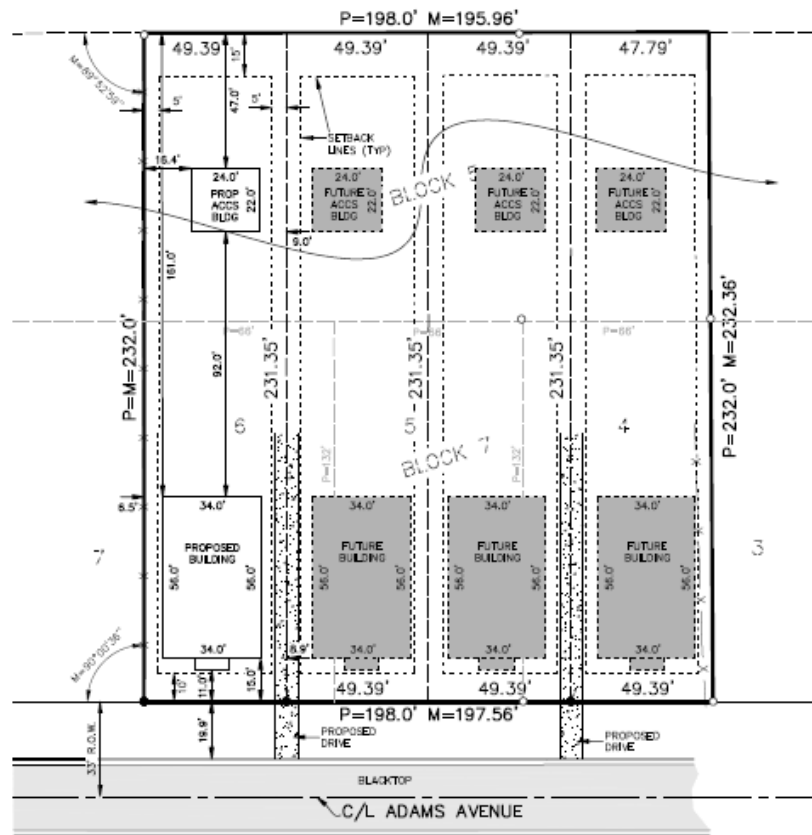 P=198.0' M=195.96'
49.39'
49.39'
49.39'
47.79'
M=89°52'59"
15'
5'
47.0'
5'
SETBACK
LINES (TYP)
16.4'
24.0'
PROP
ACCS
BLDG
22.0'
24.0'
FUTURE
ACCS
BLDG
22.0'
BLOCK
24.0'
FUTURE
ACCS
BLDG
22.0'
24.0'
FUTURE
ACCS
BLDG
22.0'
9.0'
161.0'
P=66'
P=66'
P=66'
P=M=232.0'
92.0'
231.35'
231.35'
231.35'
P=232.0' M=232.36'
6
5
4
BLOCK 7
P=132'
P=132'
6.5'
34.0'
34.0'
34.0'
34.0'
7
PROPOSED
BUILDING
56.0'
56.0'
FUTURE
BUILDING
56.0'
56.0'
FUTURE
BUILDING
56.0'
56.0'
FUTURE
BUILDING
56.0'
56.0'
3
M=90°00'36"
34.0'
8.9'
34.0'
34.0'
34.0'
10'
11.0'
15.0'
49.39'
49.39'
49.39'
P=198.0' M=197.56'
33' R.O.W.
19.9'
PROPOSED
DRIVE
PROPOSED
DRIVE
BLACKTOP
C/L ADAMS AVENUE